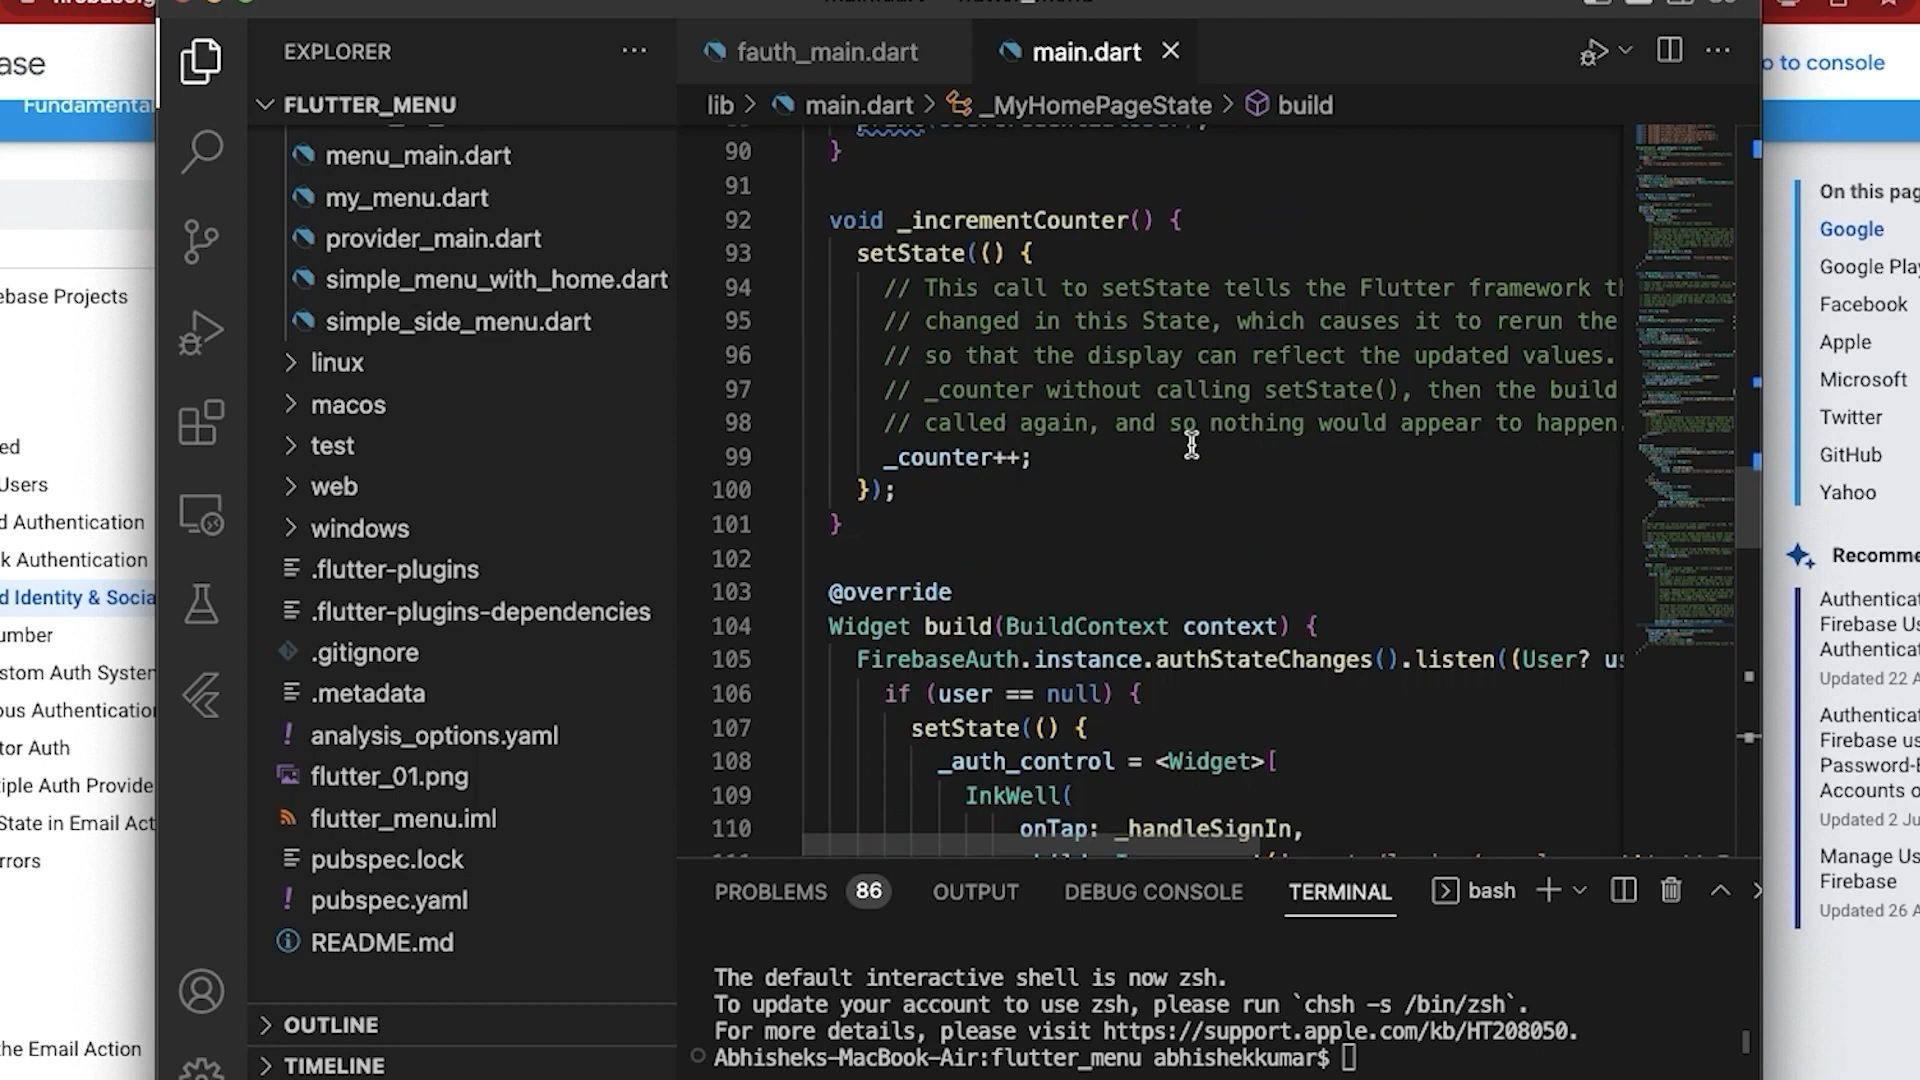 ase
Fundamental
ebase Projects
ed
Users
d Authentication
k Authentication
d Identity & Socia
umber
stom Auth System
ous Authentication
tor Auth
tiple Auth Provide
State in Email Act
rrors
the Email Action
EXPLORER
FLUTTER_MENU
menu_main.dart
my_menu.dart
provider_main.dart
simple_menu_with_home.dart
simple_side_menu.dart
linux
macos
test
web
windows
.flutter-plugins
.flutter-plugins-dependencies
.gitignore
.metadata
analysis_options.yaml
flutter_01.png
flutter_menu.iml
pubspec.lock
pubspec.yaml
README.md
OUTLINE
TIMELINE
fauth_main.dart
main.dart
lib > main.dart > _MyHomePageState > build
90 }
91
92 void _incrementCounter() {
93 setState(() {
94 // This call to setState tells the Flutter framework th
95 // changed in this State, which causes it to rerun the
96 // so that the display can reflect the updated values.
97 // _counter without calling setState(), then the build
98 // called again, and so nothing would appear to happen.
99 _counter++;
100 });
101 }
102
103 @override
104 Widget build(BuildContext context) {
105 FirebaseAuth.instance.authStateChanges().listen((User? us
106 if (user == null) {
107 setState(() {
108 _auth_control = <Widget>[
109 InkWell(
110 onTap: _handleSignIn,
PROBLEMS 86 OUTPUT DEBUG CONSOLE TERMINAL bash
The default interactive shell is now zsh.
To update your account to use zsh, please run `chsh -s /bin/zsh`.
For more details, please visit https://support.apple.com/kb/HT208050.
Abhisheks-MacBook-Air:flutter_menu abhishekkumar$
o to console
On this pag
Google
Google Play
Facebook
Apple
Microsoft
Twitter
GitHub
Yahoo
Recomme
Authenticat
Firebase Us
Authenticat
Updated 22 A
Authenticat
Firebase us
Password-B
Accounts o
Updated 2 Ju
Manage Us
Firebase
Updated 26 A